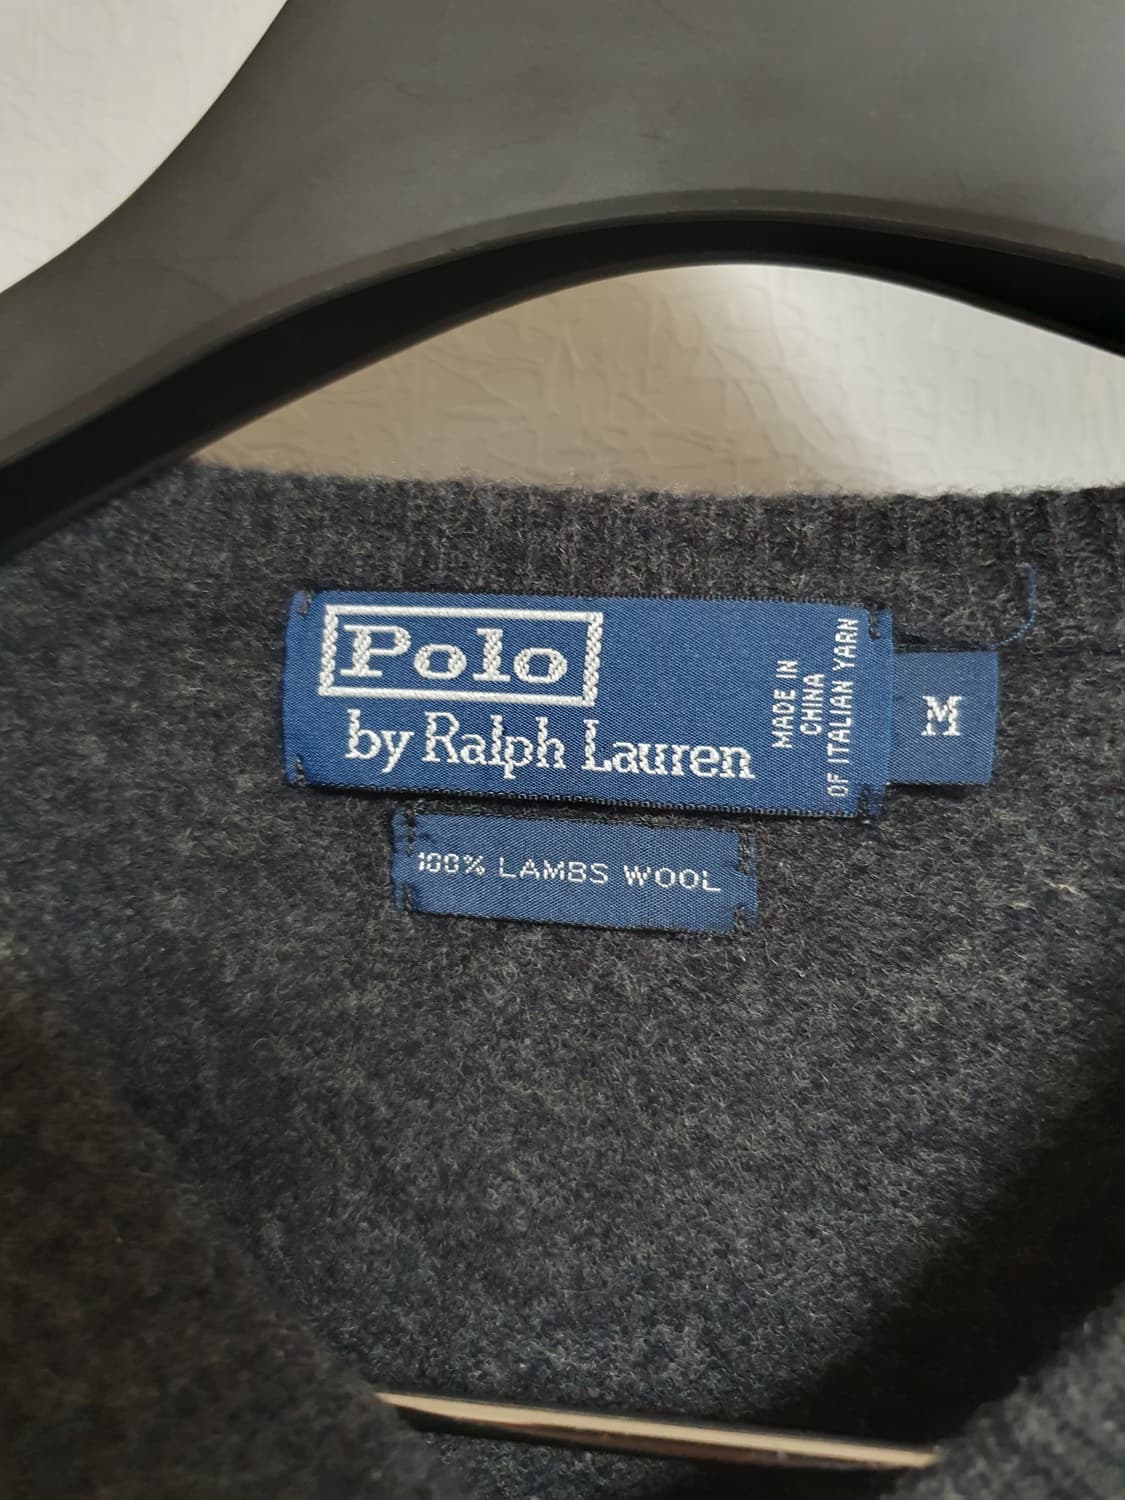 Polo
by Ralph Lauren
MADE IN
CHINA
OF ITALIAN YARN
M
100% LAMBS WOOL